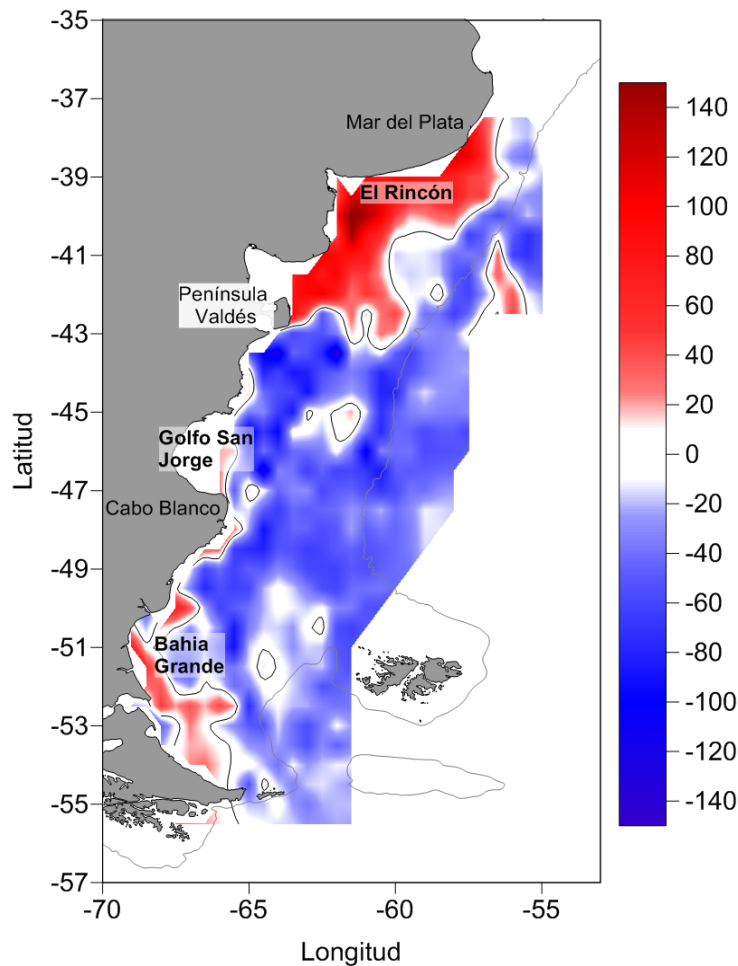 -35
-37
-39
-41
-43
-45
-47
-49
-51
-53
-55
-57
Latitud
Mar del Plata
El Rincón
Península
Valdés
Golfo San
Jorge
Cabo Blanco
Bahia
Grande
-70
-65
-60
-55
Longitud
140
120
100
80
60
40
20
0
-20
-40
-60
-80
-100
-120
-140